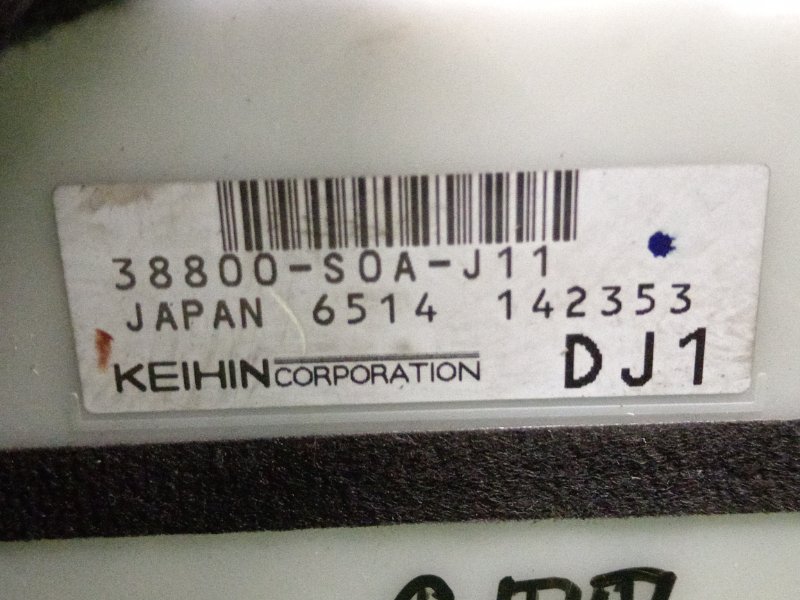 38800-S0A-J11
JAPAN 6514 142353
KEIHIN CORPORATION DJ1